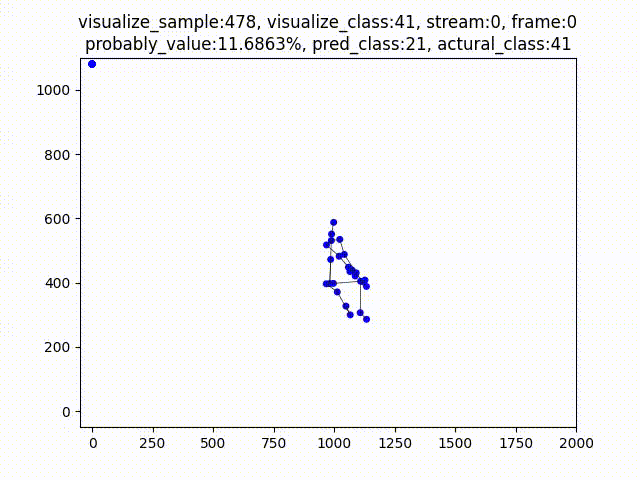 visualize_sample:478, visualize_class:41, stream:0, frame:0
probably_value:11.6863%, pred_class:21, actural_class:41
1000
800
600
400
200
0
0 250 500 750 1000 1250 1500 1750 2000